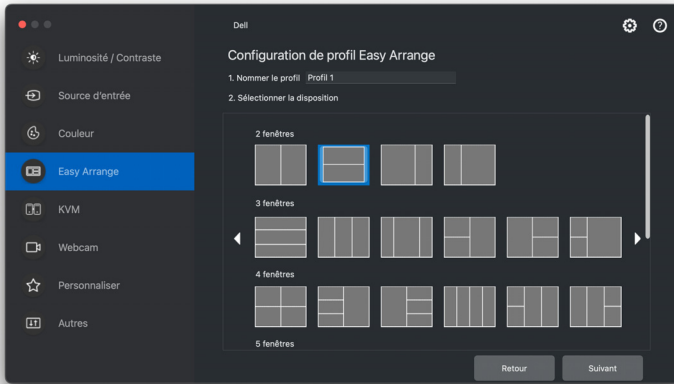 Dell
Luminosité / Contraste
Source d'entrée
Couleur
Easy Arrange
KVM
Webcam
Personnaliser
Autres
Configuration de profil Easy Arrange
1. Nommer le profil Profil 1
2. Sélectionner la disposition
2 fenêtres
3 fenêtres
4 fenêtres
5 fenêtres
Retour
Suivant